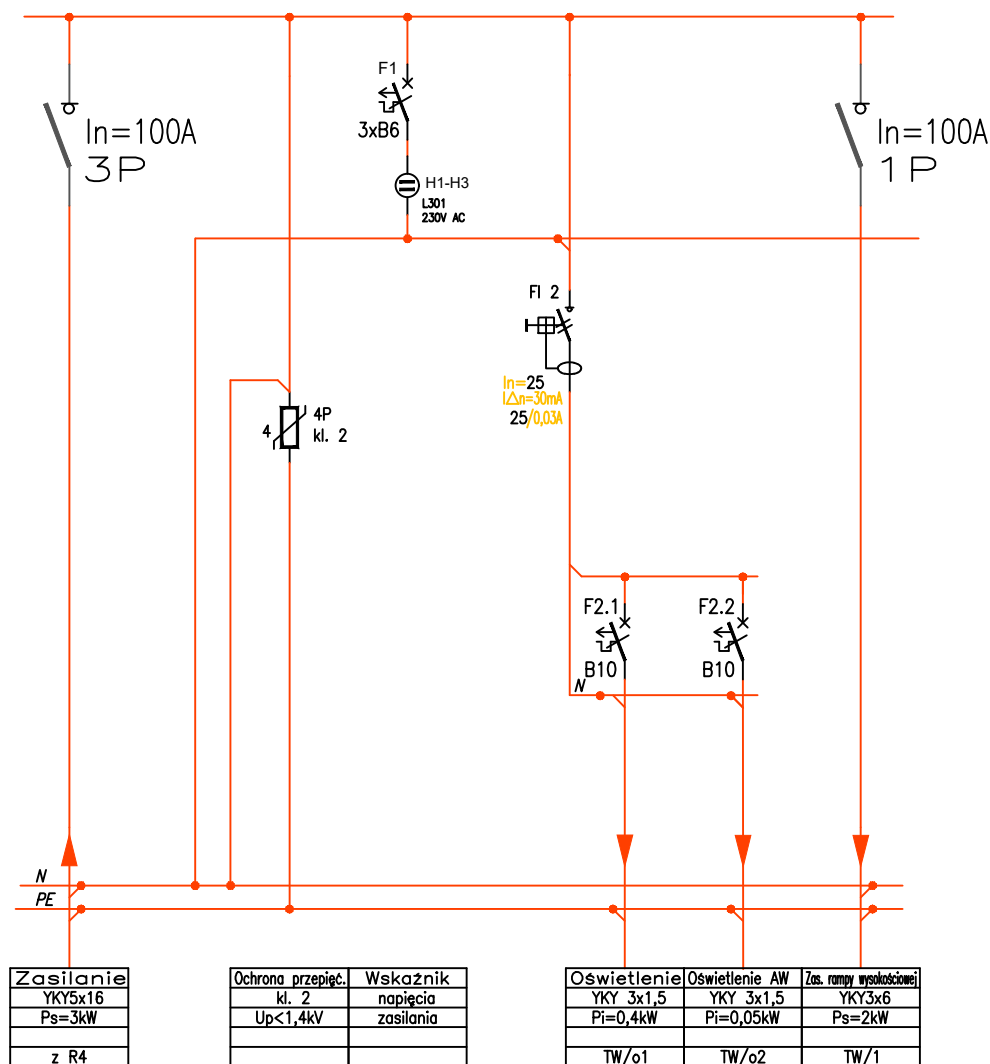 F1
3xB6
In=100A
3P
In=100A
1P
H1-H3
L301
230V AC
FI 2
In=25
IΔn=30mA
25/0,03A
4
4P
kl. 2
F2.1
B10
F2.2
B10
N
N
PE
Zasilanie
YKY5x16
Ps=3kW
z R4
Ochrona przepięć.
kl. 2
Up<1,4kV
Wskaźnik
napięcia
zasilania
Oświetlenie
YKY 3x1,5
Pi=0,4kW
TW/o1
Oświetlenie AW
YKY 3x1,5
Pi=0,05kW
TW/o2
Zas. rampy wysokościowej
YKY3x6
Ps=2kW
TW/1